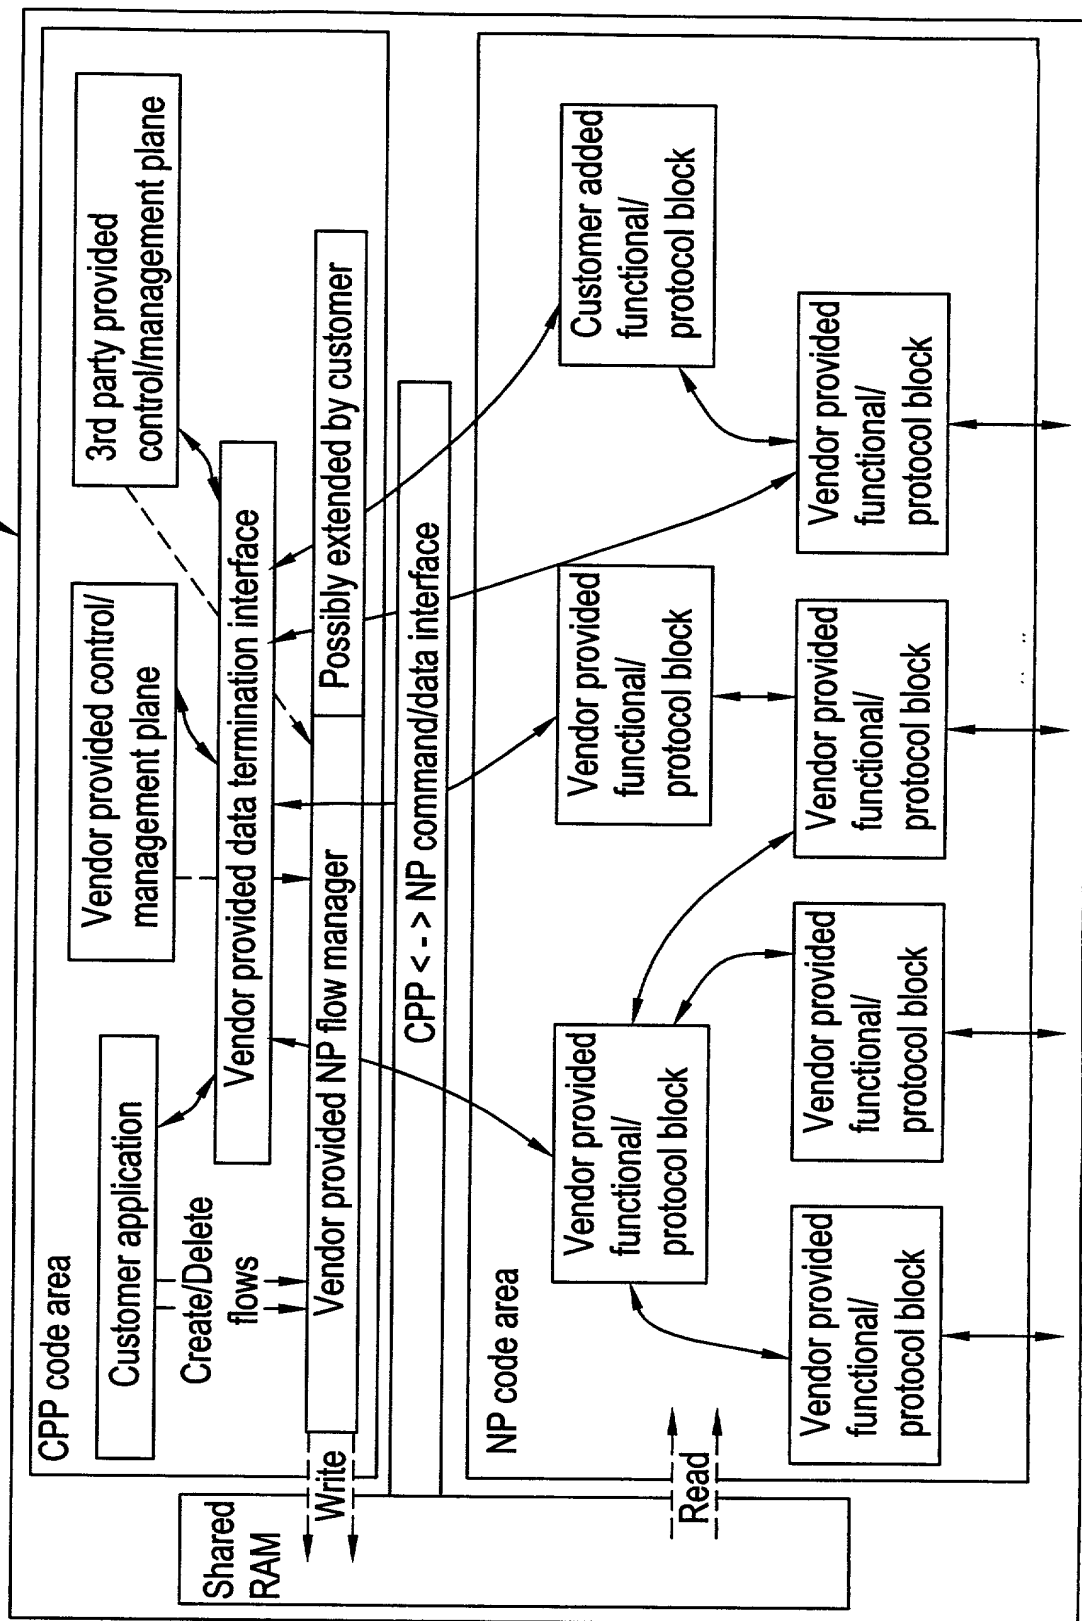 CPP code area
Customer application
Vendor provided control/
management plane
3rd party provided
control/management plane
Create/Delete
flows
Vendor provided data termination interface
Vendor provided NP flow manager
Possibly extended by customer
Shared
RAM
Write
CPP < - > NP command/data interface
NP code area
Read
Vendor provided
functional/
protocol block
Vendor provided
functional/
protocol block
Customer added
functional/
protocol block
Vendor provided
functional/
protocol block
Vendor provided
functional/
protocol block
Vendor provided
functional/
protocol block
Vendor provided
functional/
protocol block